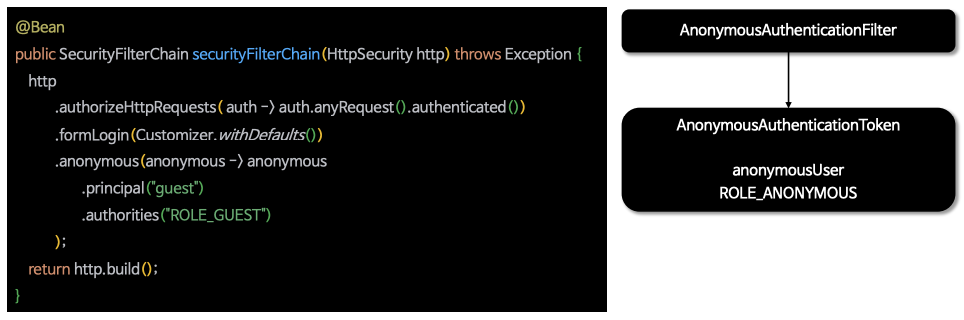 @Bean
public SecurityFilterChain securityFilterChain(HttpSecurity http) throws Exception {
http
.authorizeHttpRequests( auth -> auth.anyRequest().authenticated())
.formLogin(Customizer.withDefaults())
.anonymous(anonymous -> anonymous
.principal("guest")
.authorities("ROLE_GUEST")
);
return http.build();
}
AnonymousAuthenticationFilter
AnonymousAuthenticationToken
anonymousUser
ROLE_ANONYMOUS